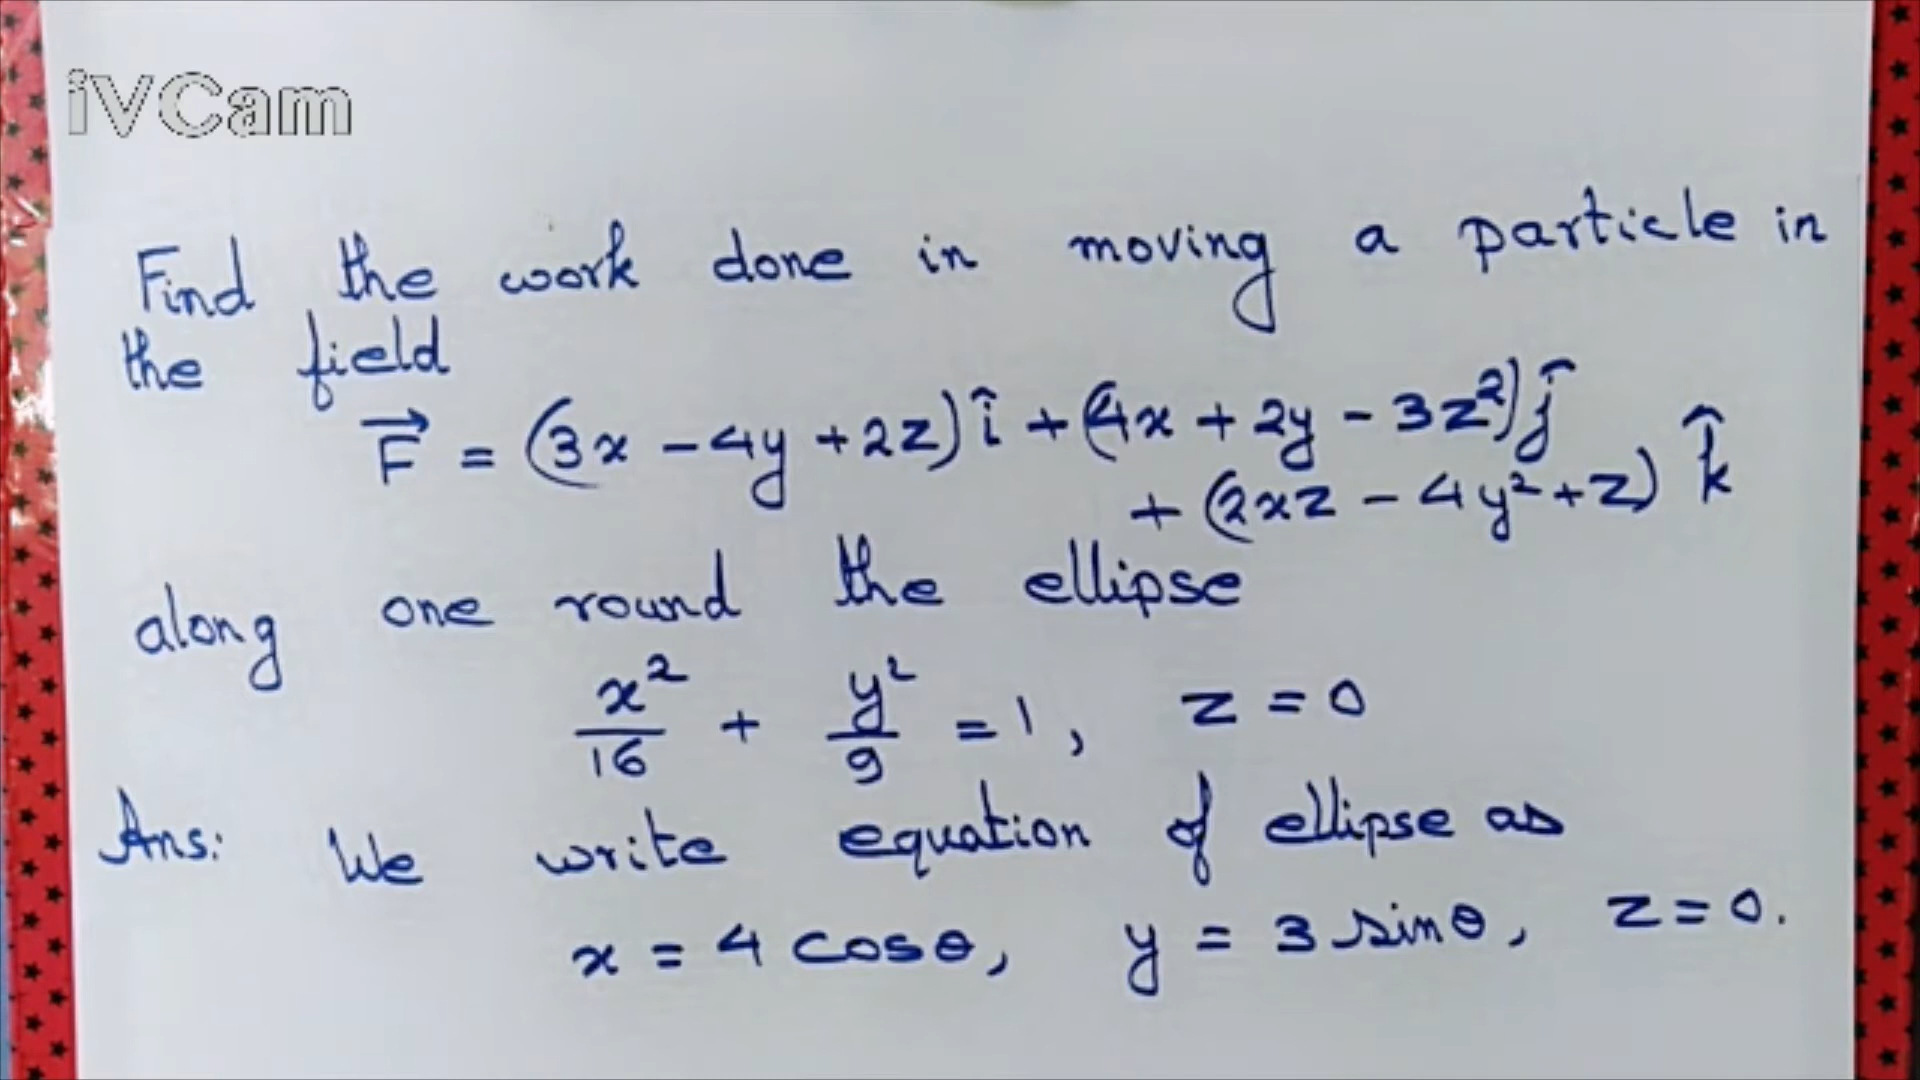 iVCam
Find the work done in moving a particle in
the field
F⃗ = (3x - 4y + 2z) î + (4x + 2y - 3z²) ĵ
+ (2xz - 4y² + z) k̂
along one round the ellipse
x²/16 + y²/9 = 1, z = 0
Ans: We write equation of ellipse as
x = 4 cosθ, y = 3 sinθ, z = 0.